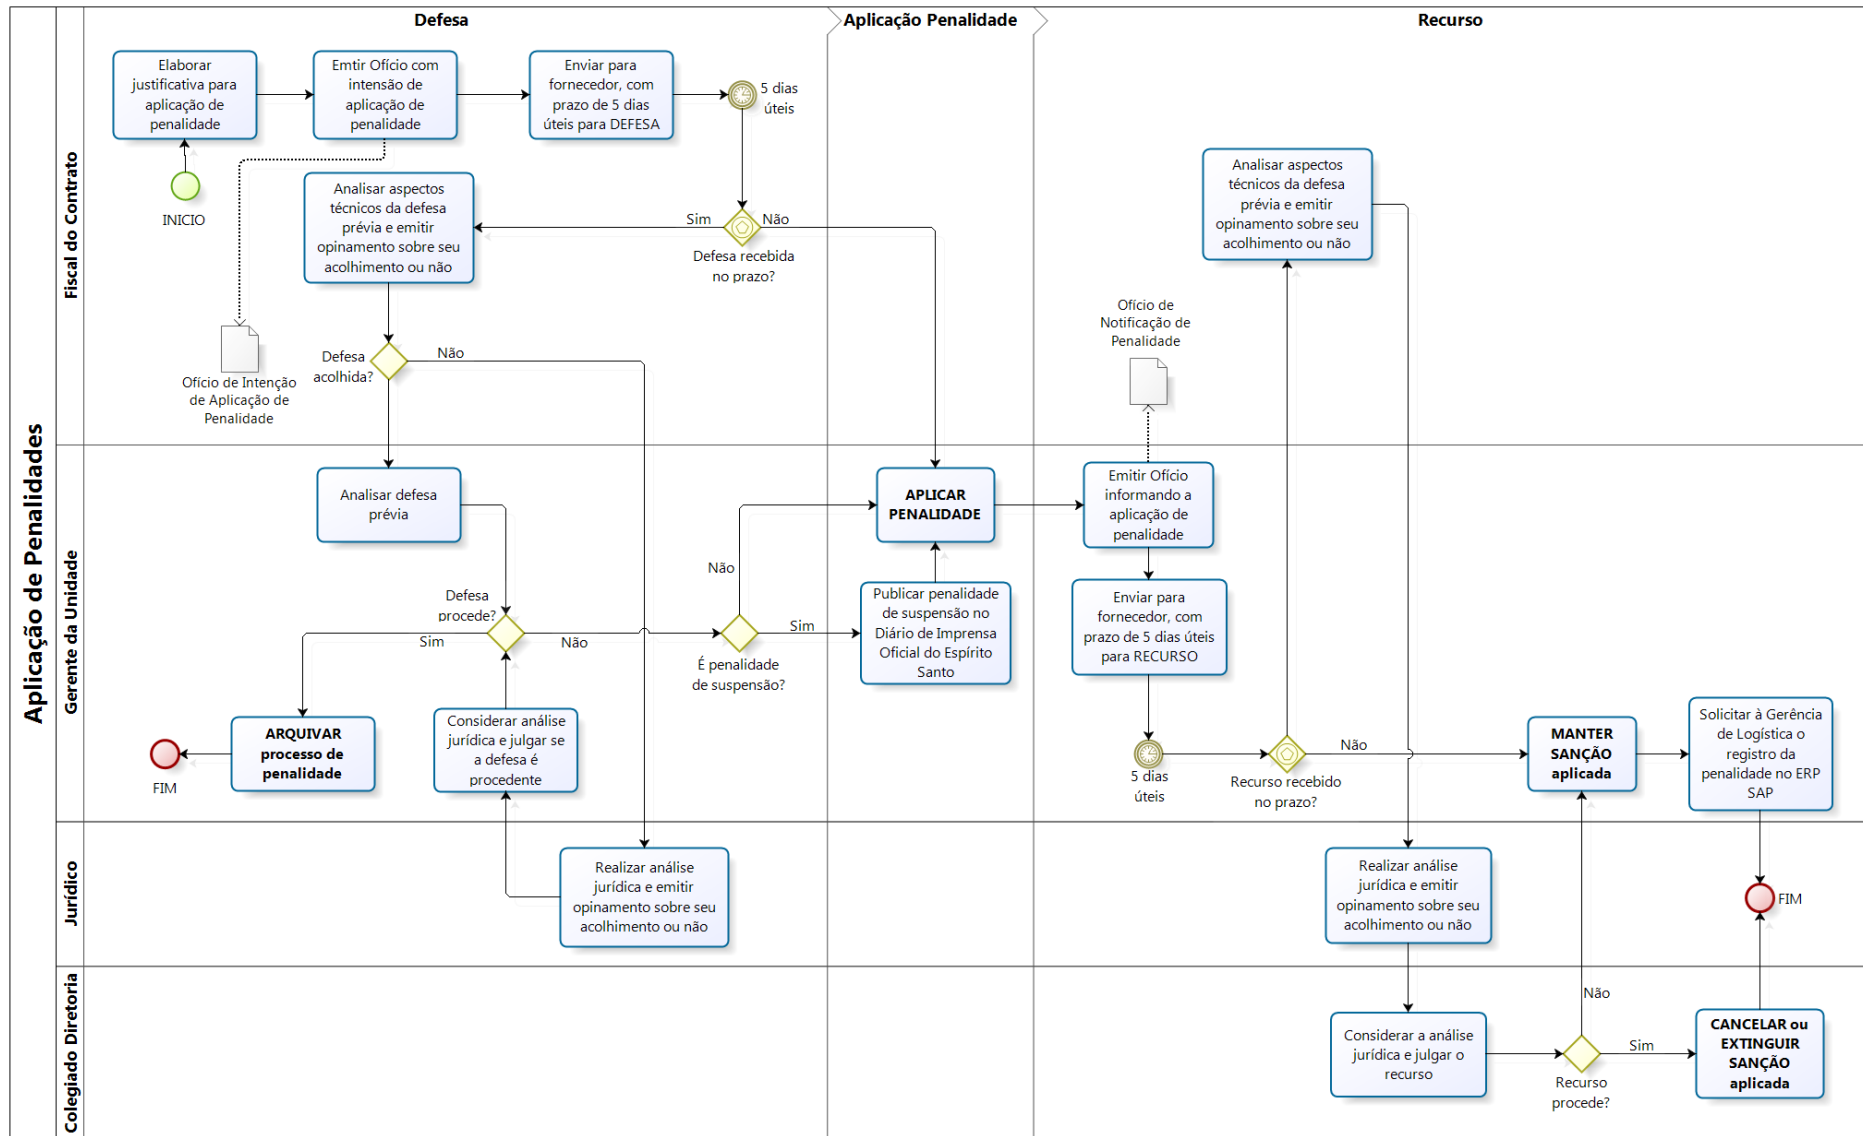 Aplicação de Penalidades
Defesa
Aplicação Penalidade
Recurso
Fiscal do Contrato
Elaborar
justificativa para
aplicação de
penalidade
Emtir Ofício com
intensão de
aplicação de
penalidade
Enviar para
fornecedor, com
prazo de 5 dias
úteis para DEFESA
5 dias
úteis
INICIO
Analisar aspectos
técnicos da defesa
prévia e emitir
opinamento sobre seu
acolhimento ou não
Sim
Não
Defesa recebida
no prazo?
Defesa
acolhida?
Não
Ofício de Intenção
de Aplicação de
Penalidade
Analisar aspectos
técnicos da defesa
prévia e emitir
opinamento sobre seu
acolhimento ou não
Ofício de
Notificação de
Penalidade
Gerente da Unidade
Analisar defesa
prévia
Defesa
procede?
Sim
Não
ARQUIVAR
processo de
penalidade
FIM
Considerar análise
jurídica e julgar se
a defesa é
procedente
É penalidade
de suspensão?
Não
Sim
APLICAR
PENALIDADE
Publicar penalidade
de suspensão no
Diário de Imprensa
Oficial do Espírito
Santo
Emitir Ofício
informando a
aplicação de
penalidade
Enviar para
fornecedor, com
prazo de 5 dias úteis
para RECURSO
5 dias
úteis
Recurso recebido
no prazo?
Não
MANTER
SANÇÃO
aplicada
Solicitar à Gerência
de Logística o
registro da
penalidade no ERP
SAP
Jurídico
Realizar análise
jurídica e emitir
opinamento sobre seu
acolhimento ou não
Realizar análise
jurídica e emitir
opinamento sobre seu
acolhimento ou não
FIM
Colegiado Diretoria
Considerar a análise
jurídica e julgar o
recurso
Não
Sim
Recurso
procede?
CANCELAR ou
EXTINGUIR
SANÇÃO
aplicada